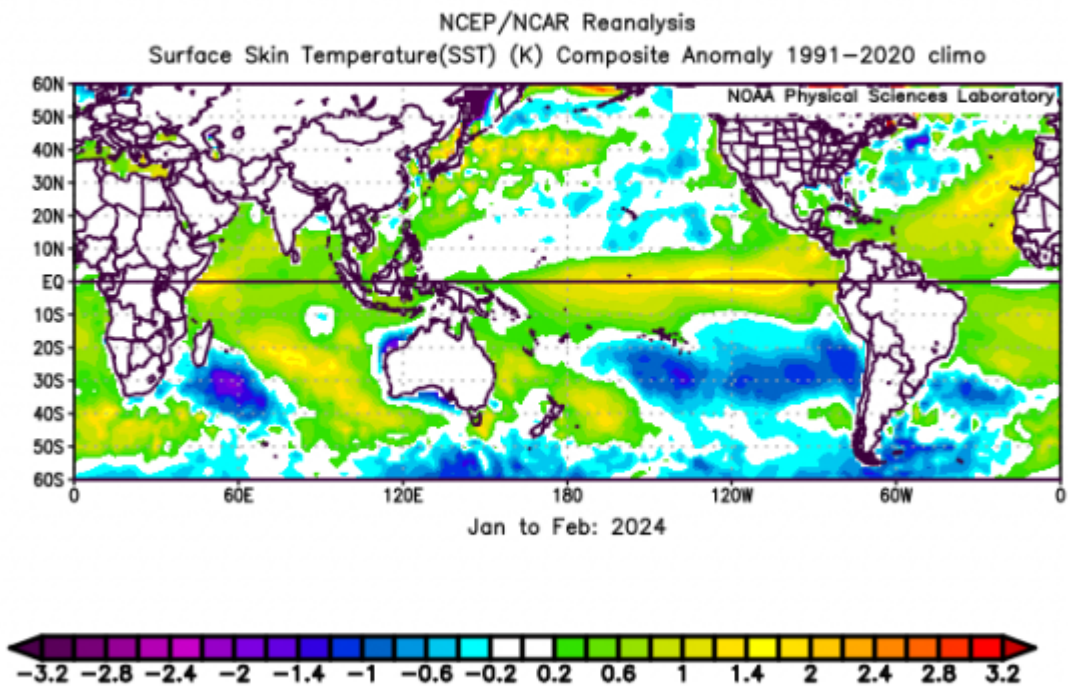 NCEP/NCAR Reanalysis
Surface Skin Temperature(SST) (K) Composite Anomaly 1991-2020 climo
NOAA Physical Sciences Laboratory
60N
50N
40N
30N
20N
10N
EQ
10S
20S
30S
40S
50S
60S
0 60E 120E 180 120W 60W 0
Jan to Feb: 2024
-3.2 -2.8 -2.4 -2 -1.4 -1 -0.6 -0.2 0.2 0.6 1 1.4 2 2.4 2.8 3.2